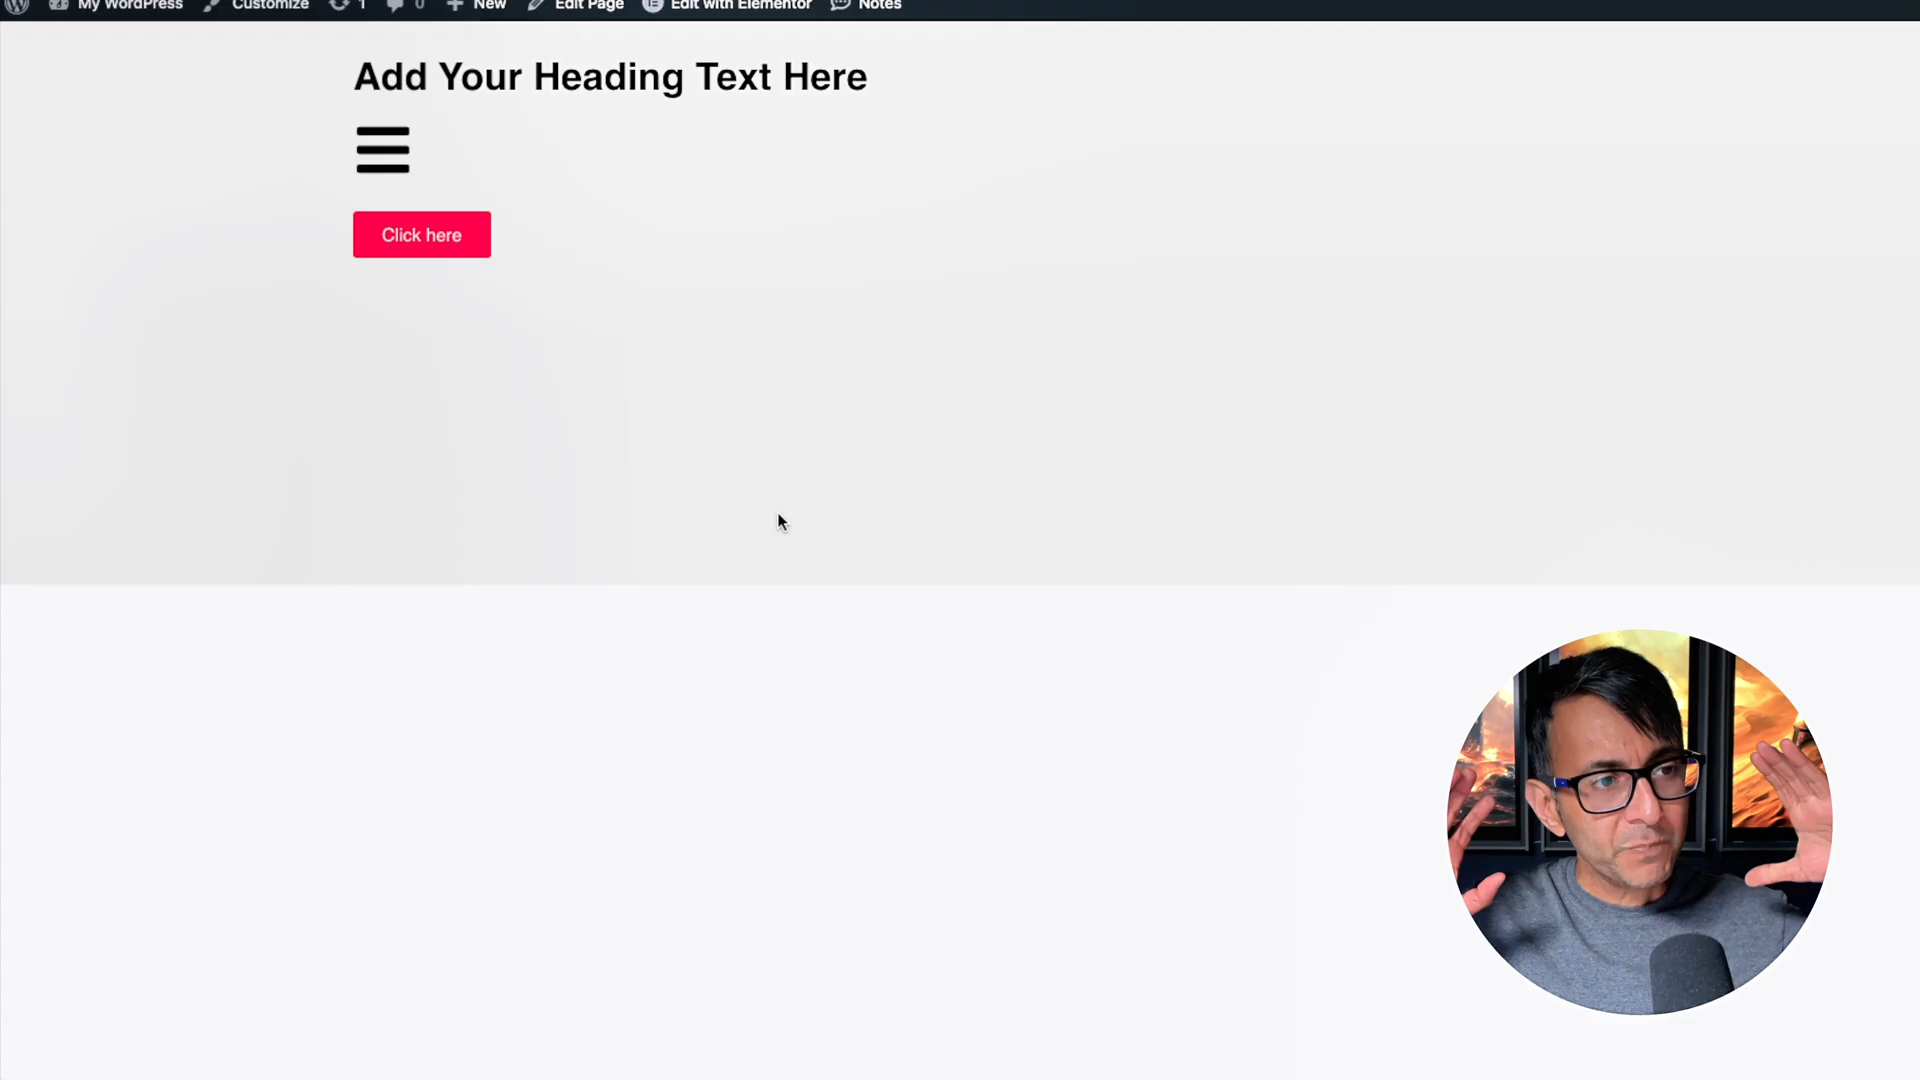 My WordPress Customize 1 0 New Edit Page Edit with Elementor Notes
Add Your Heading Text Here
Click here